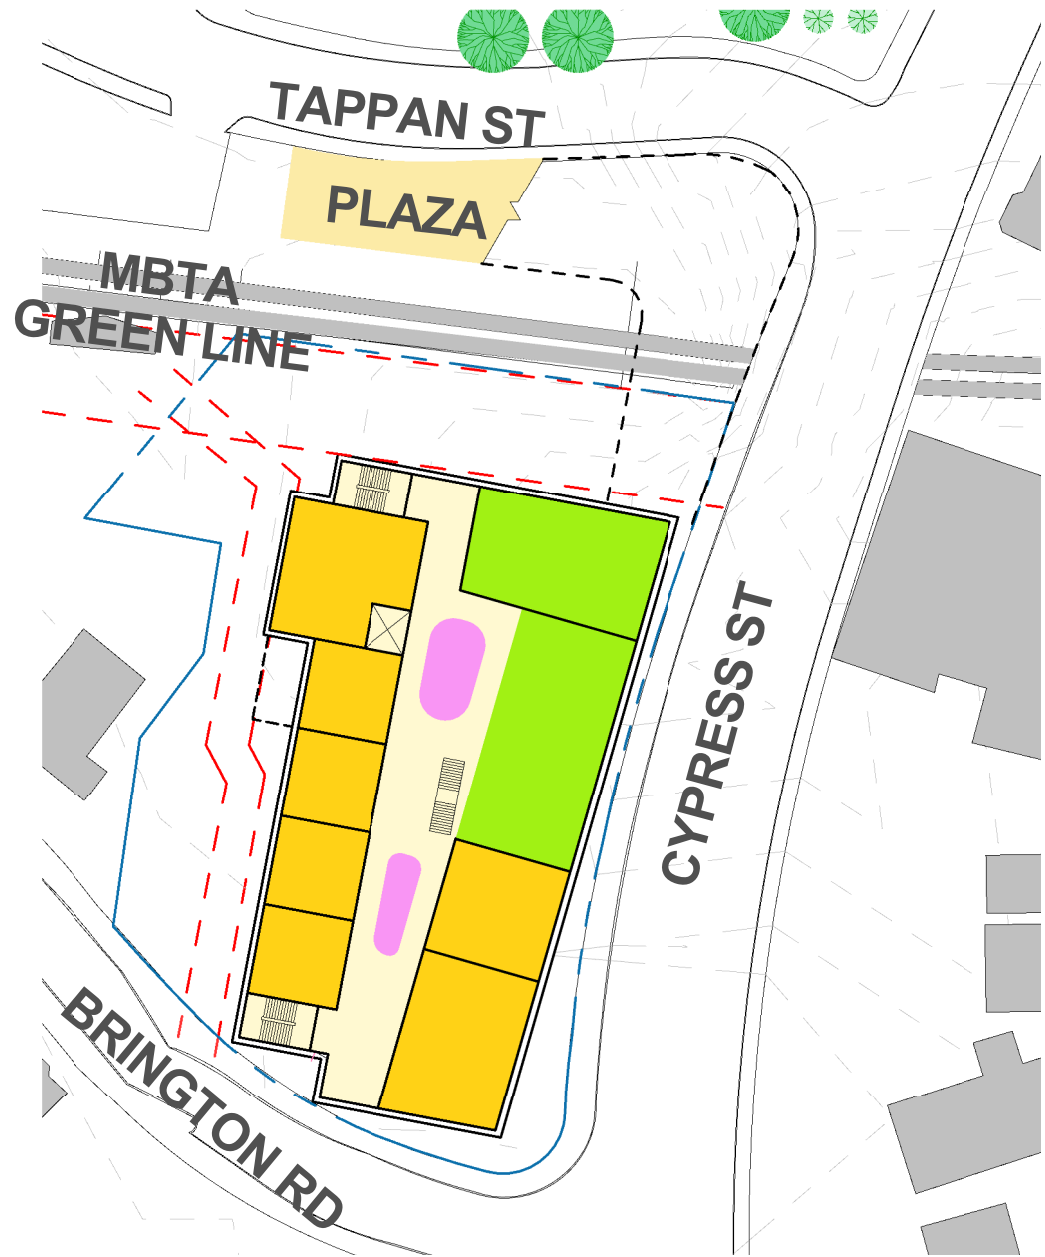 TAPPAN ST
PLAZA
MBTA
GREEN LINE
CYPRESS ST
BRINGTON RD